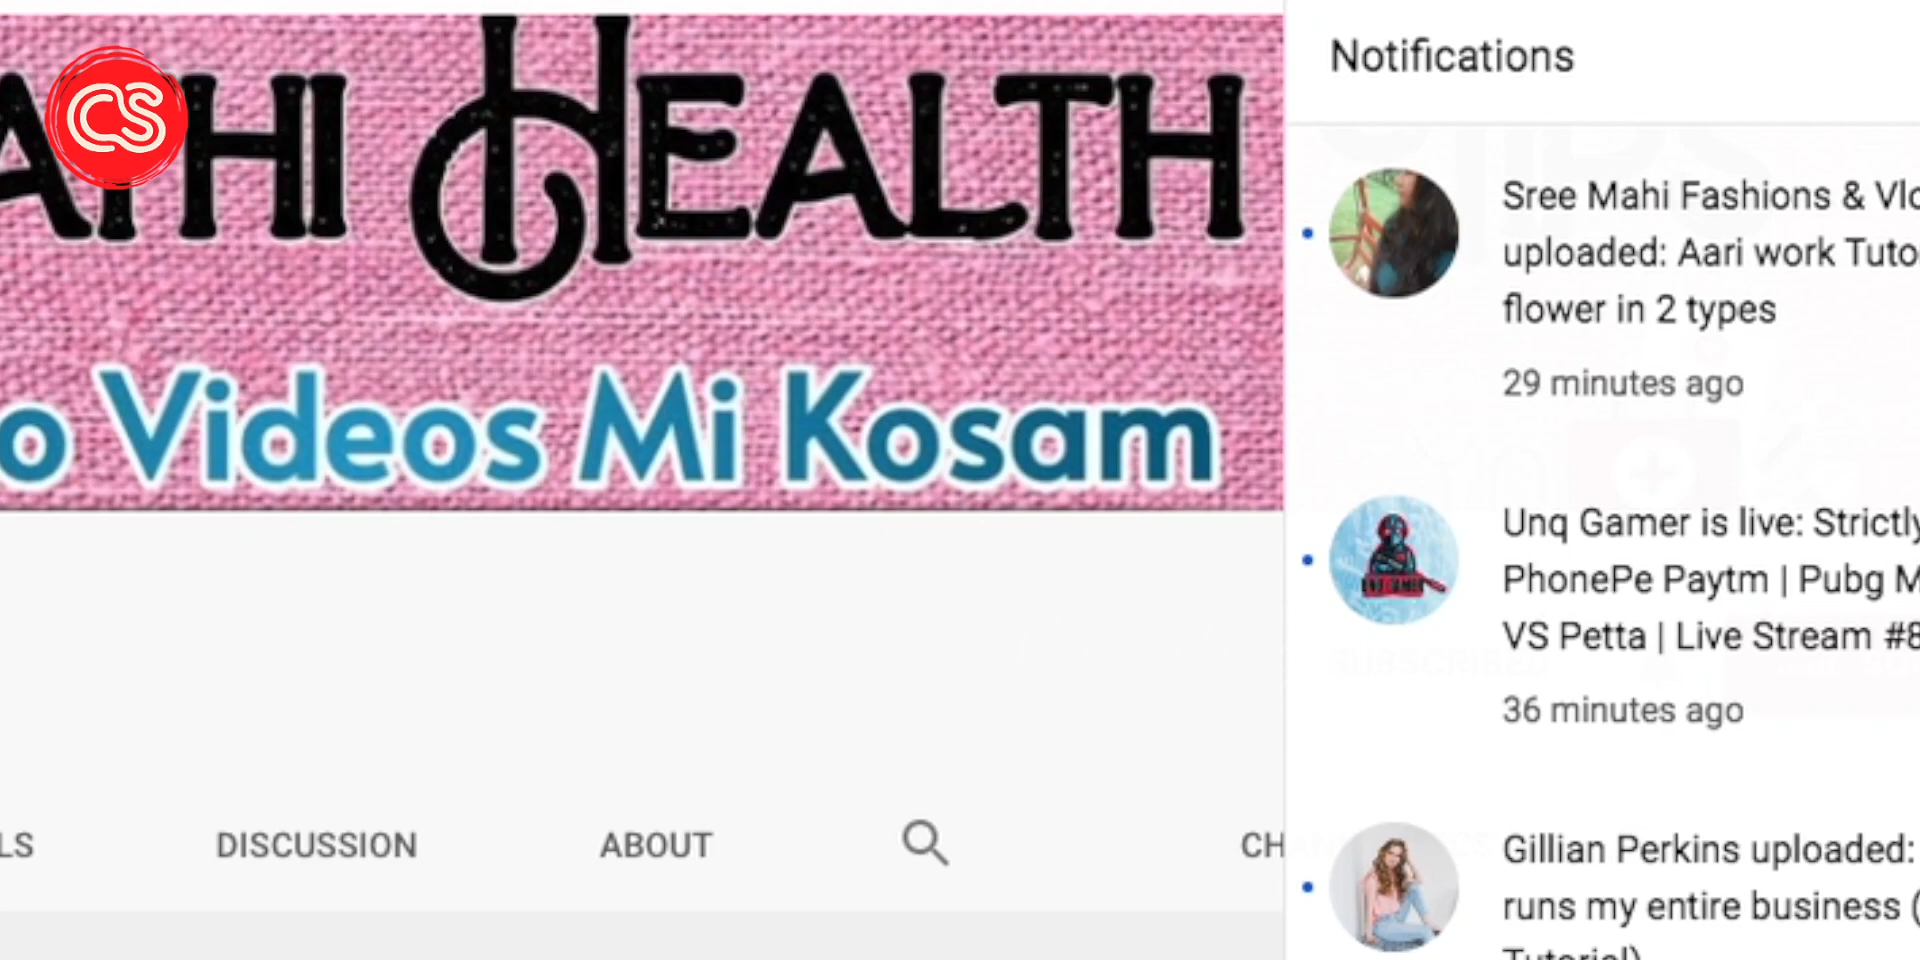 CS
HI HEALTH
o Videos Mi Kosam
LS
DISCUSSION
ABOUT
CH
Notifications
Sree Mahi Fashions & Vlo
uploaded: Aari work Tuto
flower in 2 types
29 minutes ago
Unq Gamer is live: Strictly
PhonePe Paytm | Pubg M
VS Petta | Live Stream #8
36 minutes ago
Gillian Perkins uploaded:
runs my entire business (
Tutorial)